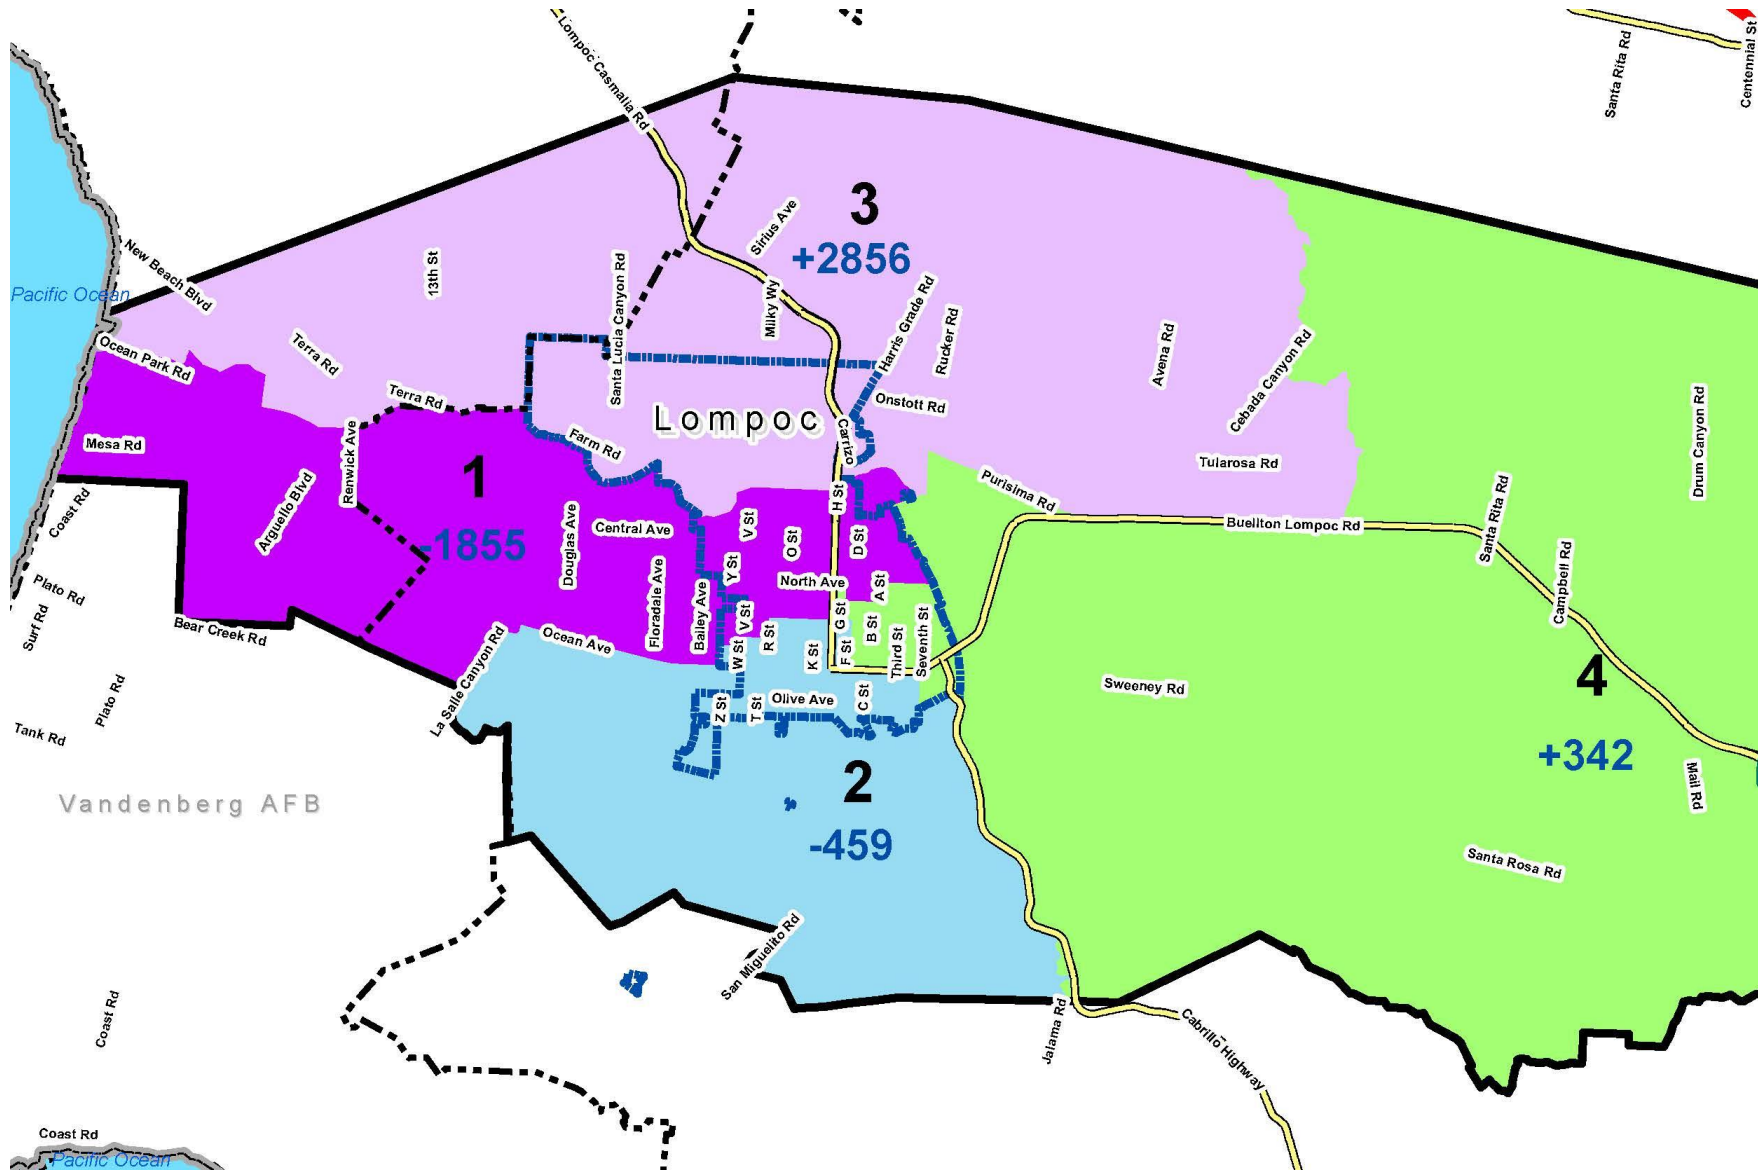 Lompoc Casmalia Rd
Santa Rita Rd
Centennial St
New Beach Blvd
Pacific Ocean
13th St
Santa Lucia Canyon Rd
Sirius Ave
3
+2856
Milky Wy
Harris Grade Rd
Rucker Rd
Avena Rd
Cebada Canyon Rd
Drum Canyon Rd
Ocean Park Rd
Terra Rd
Terra Rd
Onstott Rd
Lompoc
Carrizo
Farm Rd
Mesa Rd
Renwick Ave
1
-1855
Tularosa Rd
Purisima Rd
Buellton Lompoc Rd
Santa Rita Rd
Campbell Rd
Coast Rd
Arguello Blvd
Douglas Ave
Central Ave
V St
O St
H St
D St
Plato Rd
Surf Rd
Bear Creek Rd
Floradale Ave
Bailey Ave
Y St
North Ave
A St
V St
R St
G St
B St
Seventh St
Third St
F St
K St
W St
Ocean Ave
La Salle Canyon Rd
Plato Rd
Tank Rd
Z St
T St
Olive Ave
C St
Sweeney Rd
4
+342
Mail Rd
2
-459
Vandenberg AFB
Santa Rosa Rd
San Miguelito Rd
Jalama Rd
Cabrillo Highway
Coast Rd
Coast Rd
Pacific Ocean